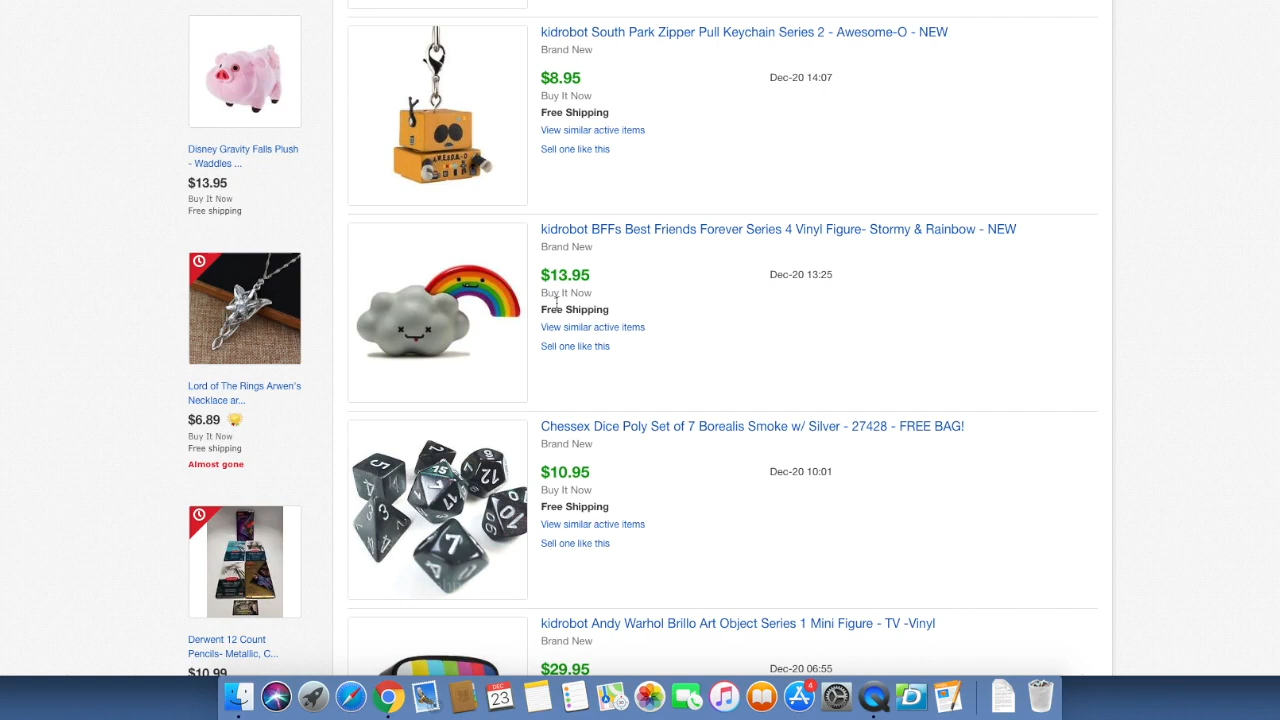 Disney Gravity Falls Plush
- Waddles ...
$13.95
Buy It Now
Free shipping
Lord of The Rings Arwen's
Necklace ar...
$6.89
Buy It Now
Free shipping
Almost gone
Derwent 12 Count
Pencils- Metallic, C...
$10.99
kidrobot South Park Zipper Pull Keychain Series 2 - Awesome-O - NEW
Brand New
$8.95
Dec-20 14:07
Buy It Now
Free Shipping
View similar active items
Sell one like this
A.W.E.S.O.M.-O
kidrobot BFFs Best Friends Forever Series 4 Vinyl Figure- Stormy & Rainbow - NEW
Brand New
$13.95
Dec-20 13:25
Buy It Now
Free Shipping
View similar active items
Sell one like this
Chessex Dice Poly Set of 7 Borealis Smoke w/ Silver - 27428 - FREE BAG!
Brand New
$10.95
Dec-20 10:01
Buy It Now
Free Shipping
View similar active items
Sell one like this
kidrobot Andy Warhol Brillo Art Object Series 1 Mini Figure - TV -Vinyl
Brand New
$29.95
Dec-20 06:55
DEC
23
4